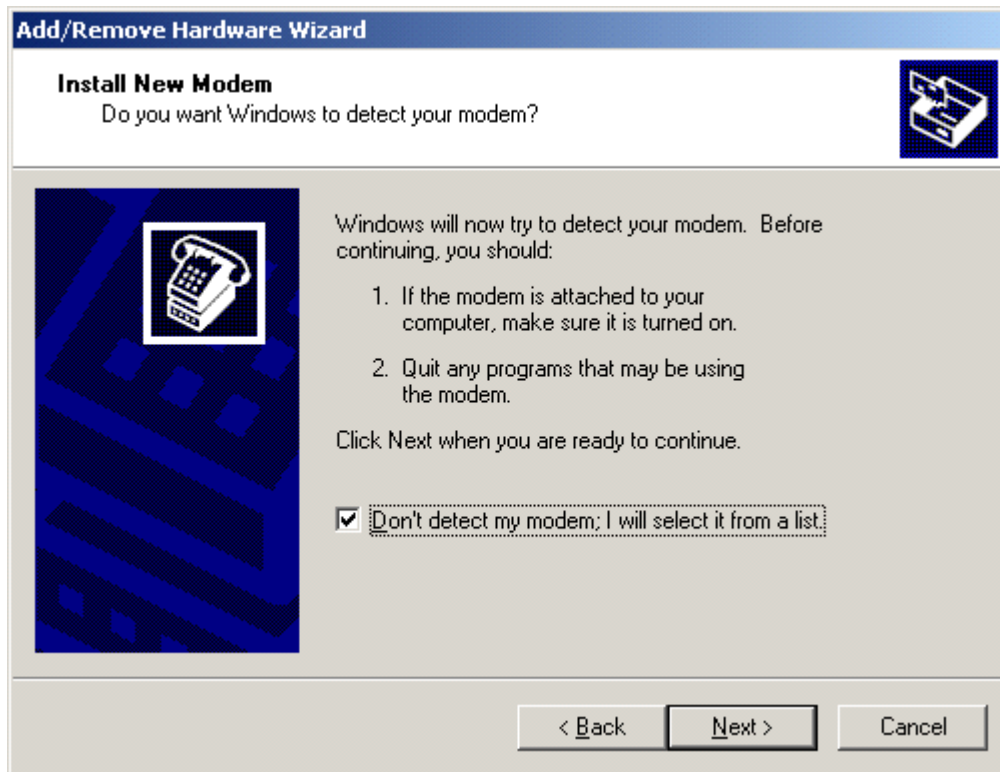 Add/Remove Hardware Wizard
Install New Modem
Do you want Windows to detect your modem?
Windows will now try to detect your modem. Before
continuing, you should:
1. If the modem is attached to your
computer, make sure it is turned on.
2. Quit any programs that may be using
the modem.
Click Next when you are ready to continue.
Don't detect my modem; I will select it from a list.
< Back
Next >
Cancel